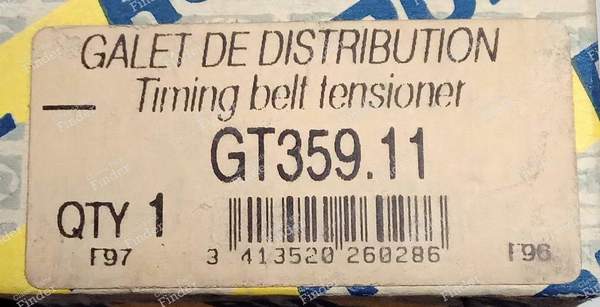 GALET DE DISTRIBUTION
Timing belt tensioner
GT359.11
QTY 1
F97 3 413520 260286 F96